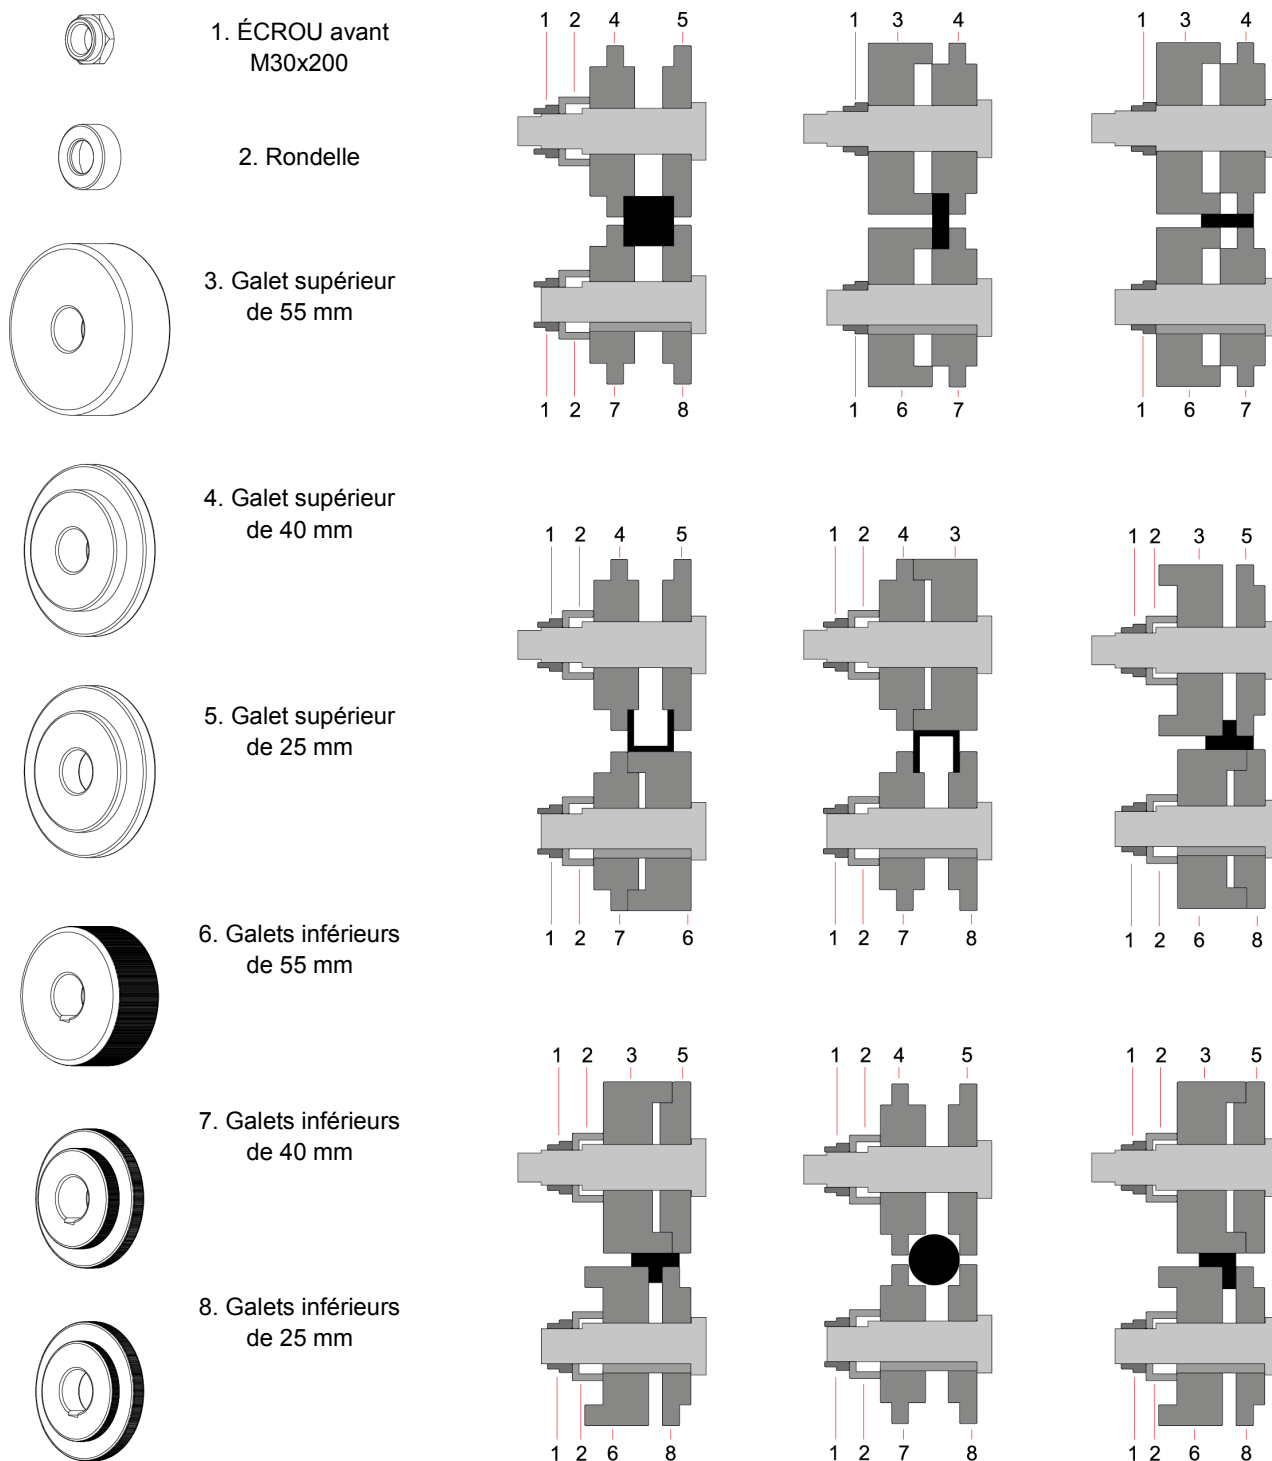 1. ÉCROU avant
M30x200
2. Rondelle
3. Galet supérieur
de 55 mm
4. Galet supérieur
de 40 mm
5. Galet supérieur
de 25 mm
6. Galets inférieurs
de 55 mm
7. Galets inférieurs
de 40 mm
8. Galets inférieurs
de 25 mm
1 2 4 5
1 2 7 8
1 3 4
1 6 7
1 3 4
1 6 7
1 2 4 5
1 2 7 6
1 2 4 3
1 2 7 8
1 2 3 5
1 2 6 8
1 2 3 5
1 2 6 8
1 2 4 5
1 2 7 8
1 2 3 5
1 2 6 8